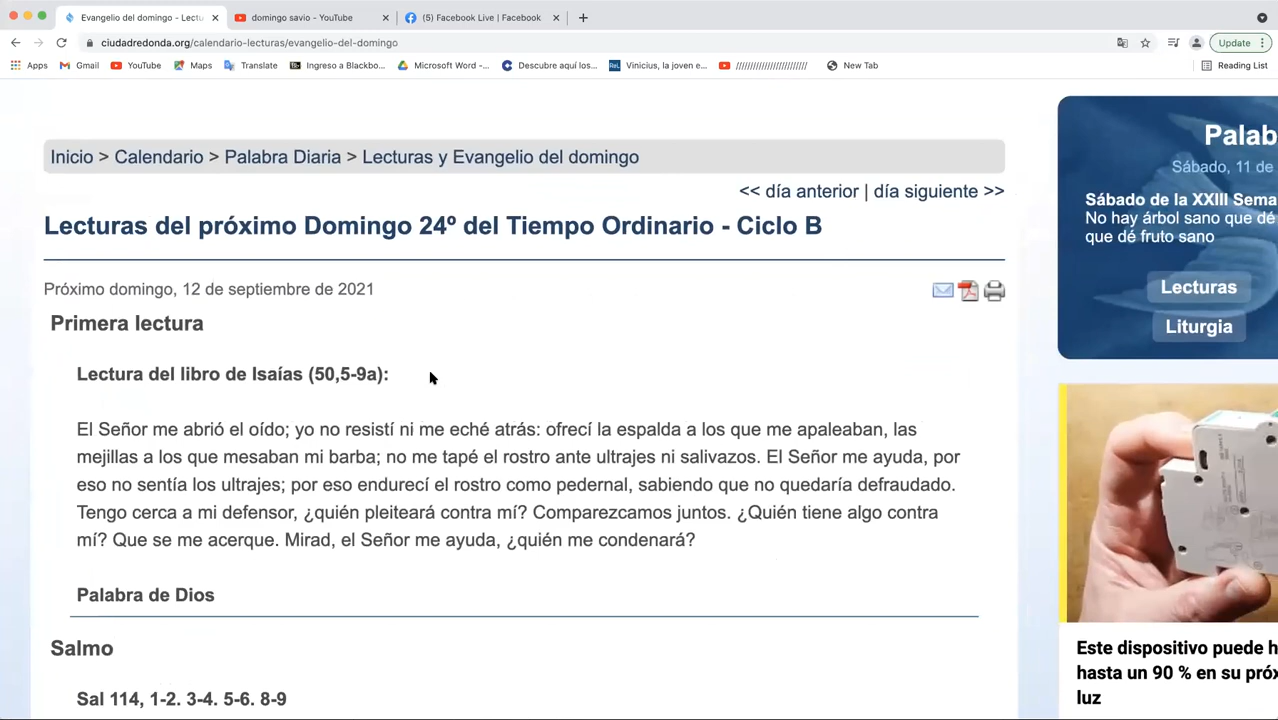 Evangelio del domingo - Lectu
domingo savio - YouTube
(5) Facebook Live | Facebook
ciudadredonda.org/calendario-lecturas/evangelio-del-domingo
Update
Apps
Gmail
YouTube
Maps
Translate
Ingreso a Blackbo...
Microsoft Word -...
Descubre aquí los...
Vinicius, la joven e...
////////////////////////
New Tab
Reading List
Inicio > Calendario > Palabra Diaria > Lecturas y Evangelio del domingo
<< día anterior | día siguiente >>
Lecturas del próximo Domingo 24º del Tiempo Ordinario - Ciclo B
Próximo domingo, 12 de septiembre de 2021
Primera lectura
Lectura del libro de Isaías (50,5-9a):
El Señor me abrió el oído; yo no resistí ni me eché atrás: ofrecí la espalda a los que me apaleaban, las
mejillas a los que mesaban mi barba; no me tapé el rostro ante ultrajes ni salivazos. El Señor me ayuda, por
eso no sentía los ultrajes; por eso endurecí el rostro como pedernal, sabiendo que no quedaría defraudado.
Tengo cerca a mi defensor, ¿quién pleiteará contra mí? Comparezcamos juntos. ¿Quién tiene algo contra
mí? Que se me acerque. Mirad, el Señor me ayuda, ¿quién me condenará?
Palabra de Dios
Salmo
Sal 114, 1-2. 3-4. 5-6. 8-9
Palab
Sábado, 11 de
Sábado de la XXIII Sema
No hay árbol sano que dé
que dé fruto sano
Lecturas
Liturgia
Este dispositivo puede h
hasta un 90 % en su próx
luz